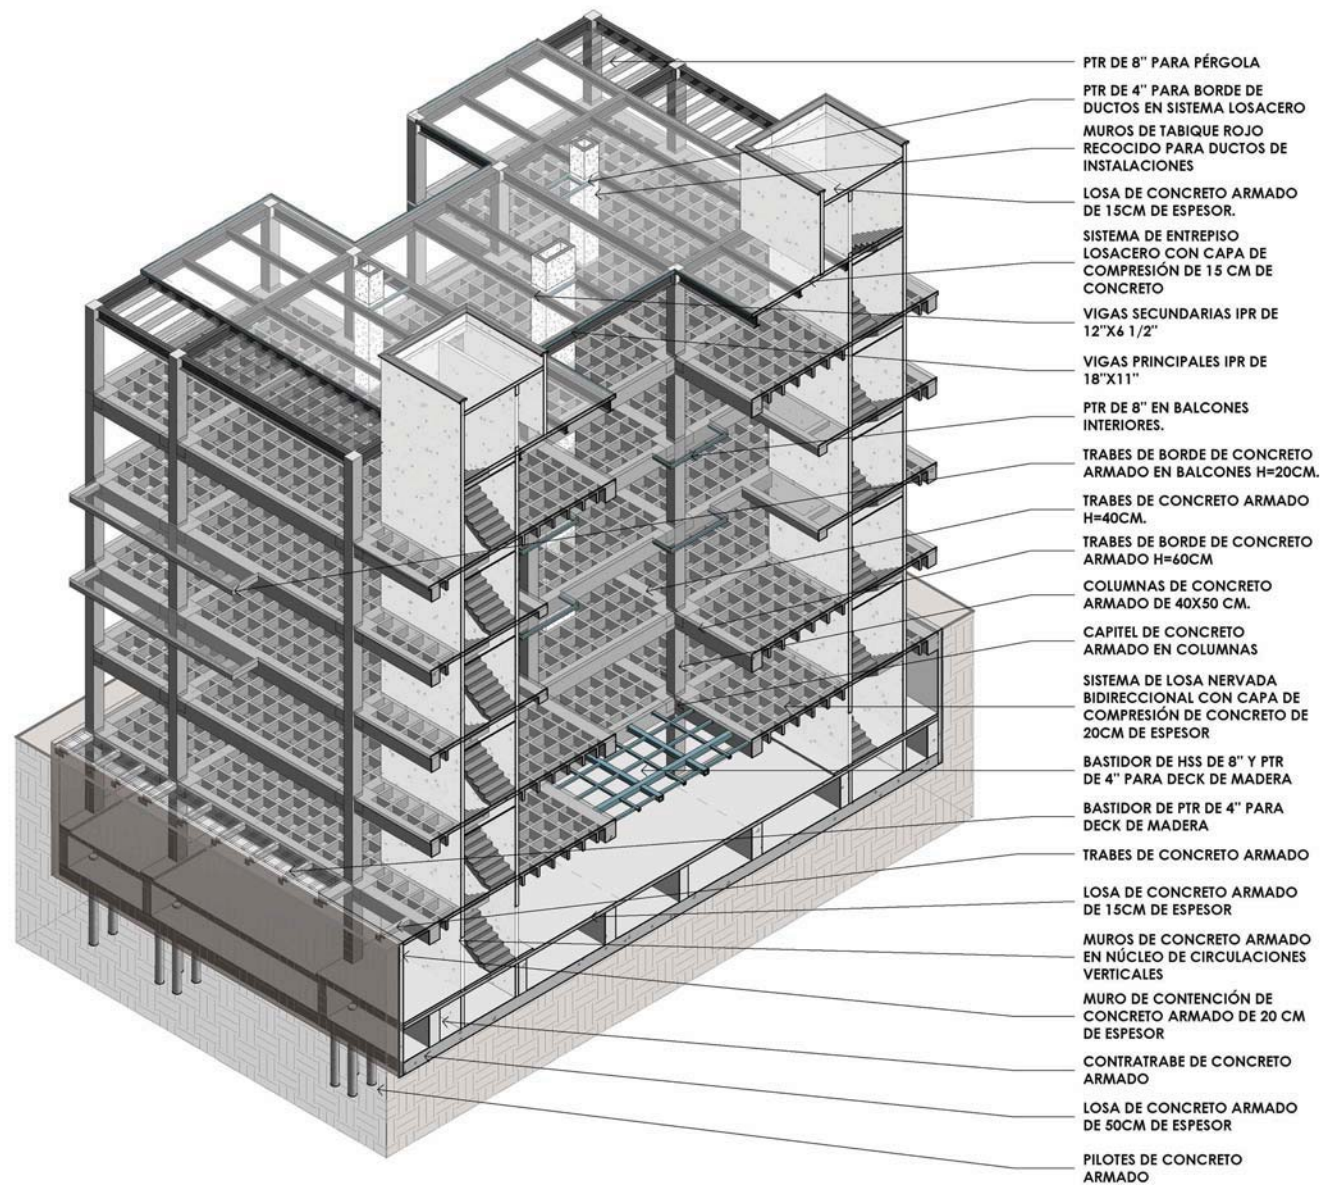 PTR DE 8" PARA PÉRGOLA
PTR DE 4" PARA BORDE DE
DUCTOS EN SISTEMA LOSACERO
MUROS DE TABIQUE ROJO
RECOCIDO PARA DUCTOS DE
INSTALACIONES
LOSA DE CONCRETO ARMADO
DE 15CM DE ESPESOR.
SISTEMA DE ENTREPISO
LOSACERO CON CAPA DE
COMPRESIÓN DE 15 CM DE
CONCRETO
VIGAS SECUNDARIAS IPR DE
12"X6 1/2"
VIGAS PRINCIPALES IPR DE
18"X11"
PTR DE 8" EN BALCONES
INTERIORES.
TRABES DE BORDE DE CONCRETO
ARMADO EN BALCONES H=20CM.
TRABES DE CONCRETO ARMADO
H=40CM.
TRABES DE BORDE DE CONCRETO
ARMADO H=60CM
COLUMNAS DE CONCRETO
ARMADO DE 40X50 CM.
CAPITEL DE CONCRETO
ARMADO EN COLUMNAS
SISTEMA DE LOSA NERVADA
BIDIRECCIONAL CON CAPA DE
COMPRESIÓN DE CONCRETO DE
20CM DE ESPESOR
BASTIDOR DE HSS DE 8" Y PTR
DE 4" PARA DECK DE MADERA
BASTIDOR DE PTR DE 4" PARA
DECK DE MADERA
TRABES DE CONCRETO ARMADO
LOSA DE CONCRETO ARMADO
DE 15CM DE ESPESOR
MUROS DE CONCRETO ARMADO
EN NÚCLEO DE CIRCULACIONES
VERTICALES
MURO DE CONTENCIÓN DE
CONCRETO ARMADO DE 20 CM
DE ESPESOR
CONTRATRABE DE CONCRETO
ARMADO
LOSA DE CONCRETO ARMADO
DE 50CM DE ESPESOR
PILOTES DE CONCRETO
ARMADO